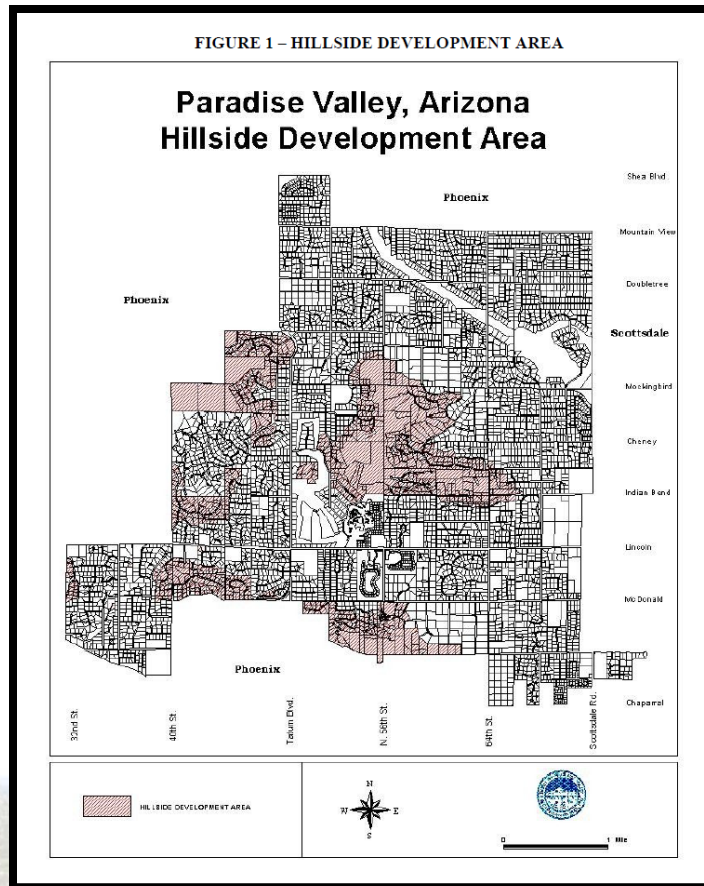 FIGURE 1 – HILLSIDE DEVELOPMENT AREA
Paradise Valley, Arizona
Hillside Development Area
Shea Blvd.
Phoenix
Mountain View
Doubletree
Phoenix
Scottsdale
Mockingbird
Cheney
Indian Bend
Lincoln
McDonald
Phoenix
Chaparral
32nd St.
40th St.
Tatum Blvd.
N. 56th St.
64th St.
Scottsdale Rd.
HILLSIDE DEVELOPMENT AREA
N
W
E
S
0
1 Mile